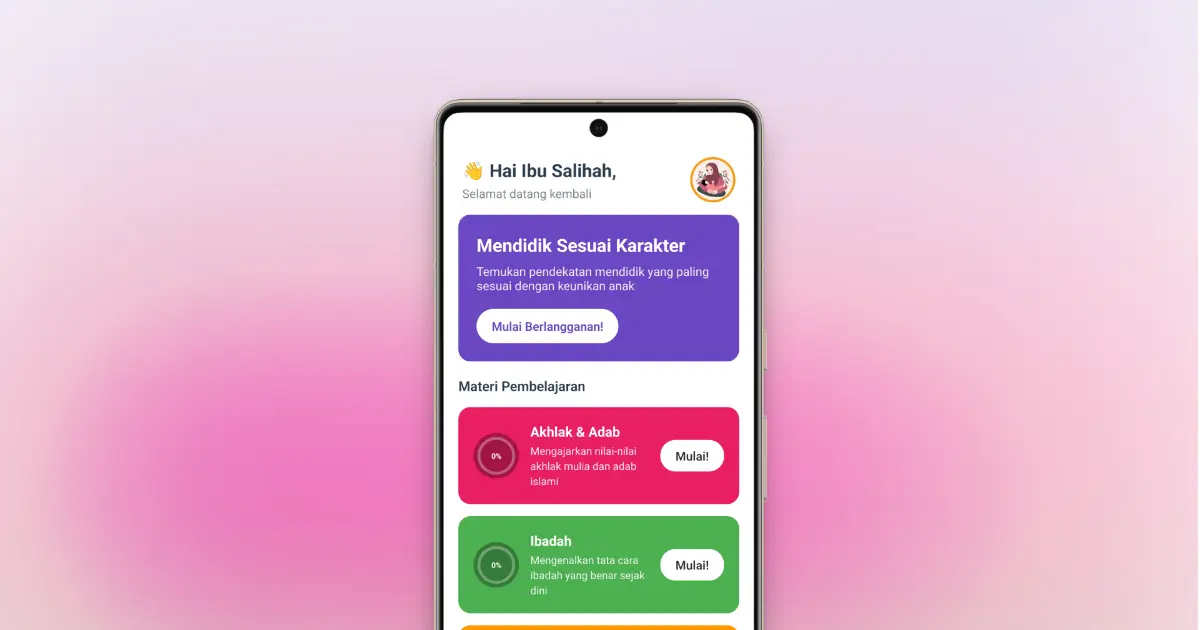 👋 Hai Ibu Salihah,
Selamat datang kembali
Mendidik Sesuai Karakter
Temukan pendekatan mendidik yang paling
sesuai dengan keunikan anak
Mulai Berlangganan!
Materi Pembelajaran
0%
Akhlak & Adab
Mengajarkan nilai-nilai
akhlak mulia dan adab
islami
Mulai!
0%
Ibadah
Mengenalkan tata cara
ibadah yang benar sejak
dini
Mulai!